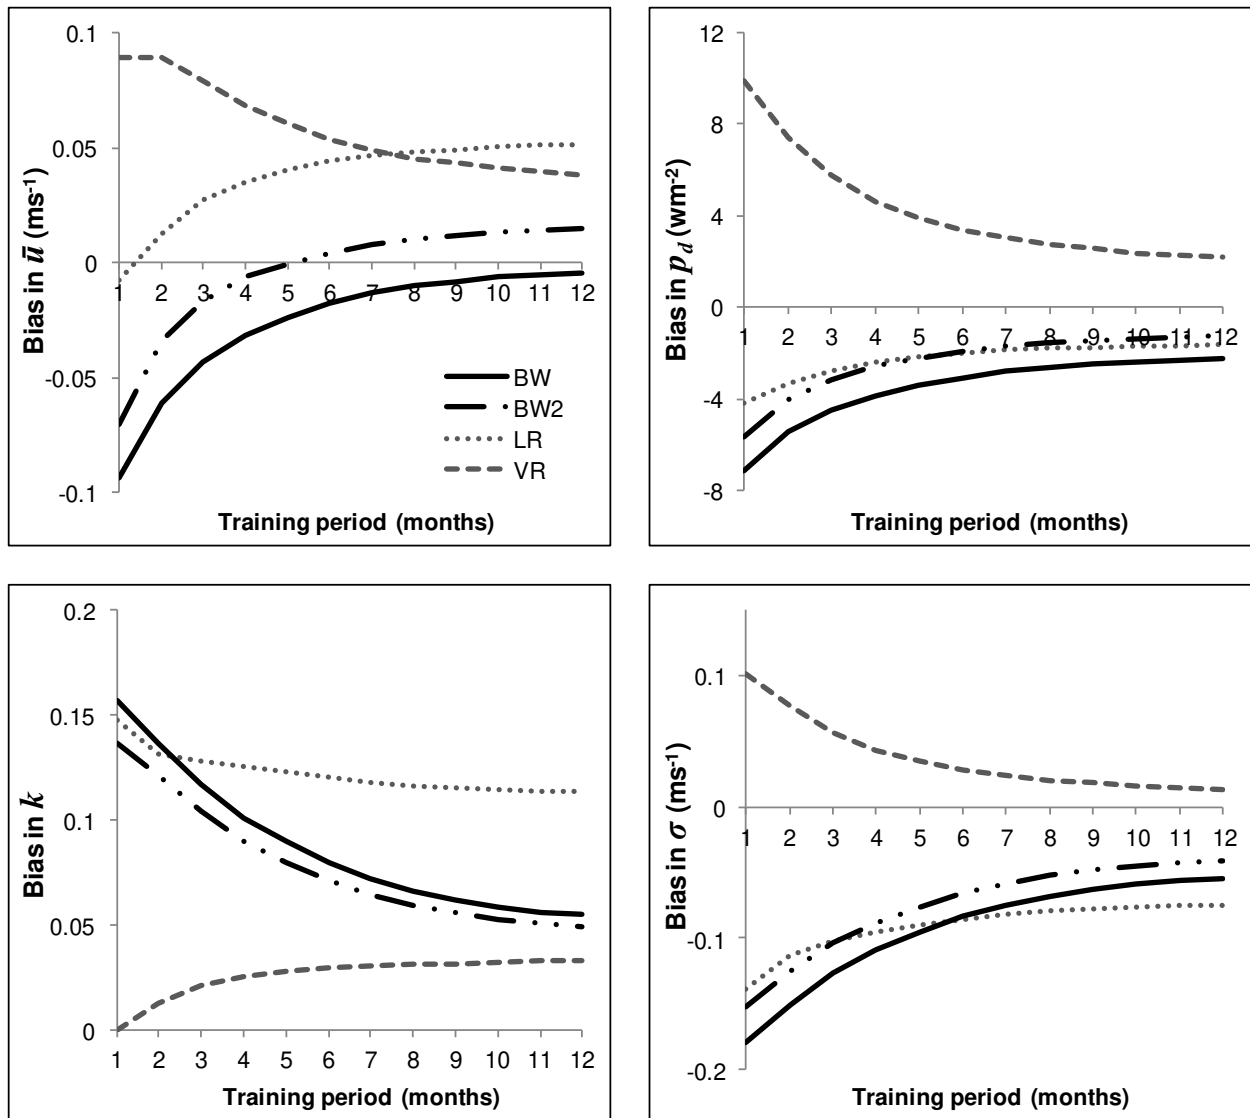 0.1
0.05
0
-0.05
-0.1
1 2 3 4 5 6 7 8 9 10 11 12
Bias in ū (ms⁻¹)
Training period (months)
BW
BW2
LR
VR
12
8
4
0
-4
-8
1 2 3 4 5 6 7 8 9 10 11 12
Bias in p_d (wm⁻²)
Training period (months)
0.2
0.15
0.1
0.05
0
1 2 3 4 5 6 7 8 9 10 11 12
Bias in k
Training period (months)
0.1
0
-0.1
-0.2
1 2 3 4 5 6 7 8 9 10 11 12
Bias in σ (ms⁻¹)
Training period (months)